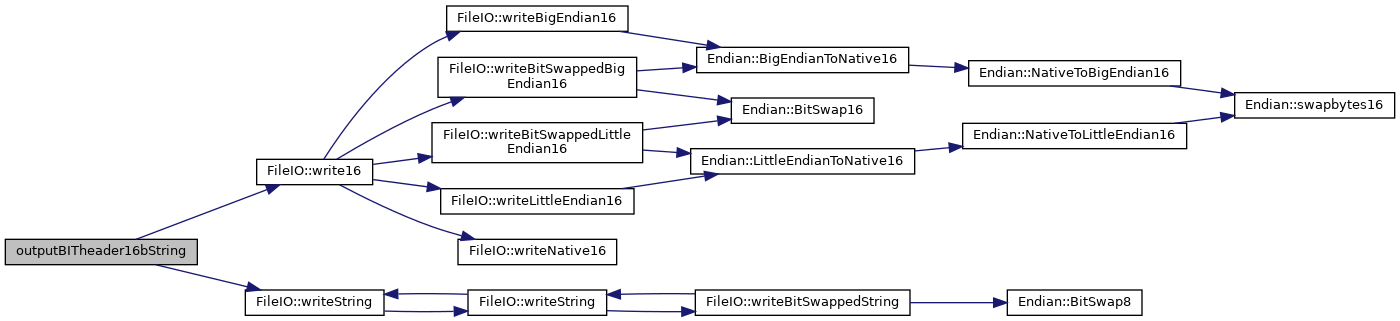 outputBITheader16bString
FileIO::write16
FileIO::writeBigEndian16
FileIO::writeBitSwappedBig
Endian16
FileIO::writeBitSwappedLittle
Endian16
FileIO::writeLittleEndian16
FileIO::writeNative16
Endian::BigEndianToNative16
Endian::BitSwap16
Endian::LittleEndianToNative16
Endian::NativeToBigEndian16
Endian::NativeToLittleEndian16
Endian::swapbytes16
FileIO::writeString
FileIO::writeString
FileIO::writeBitSwappedString
Endian::BitSwap8